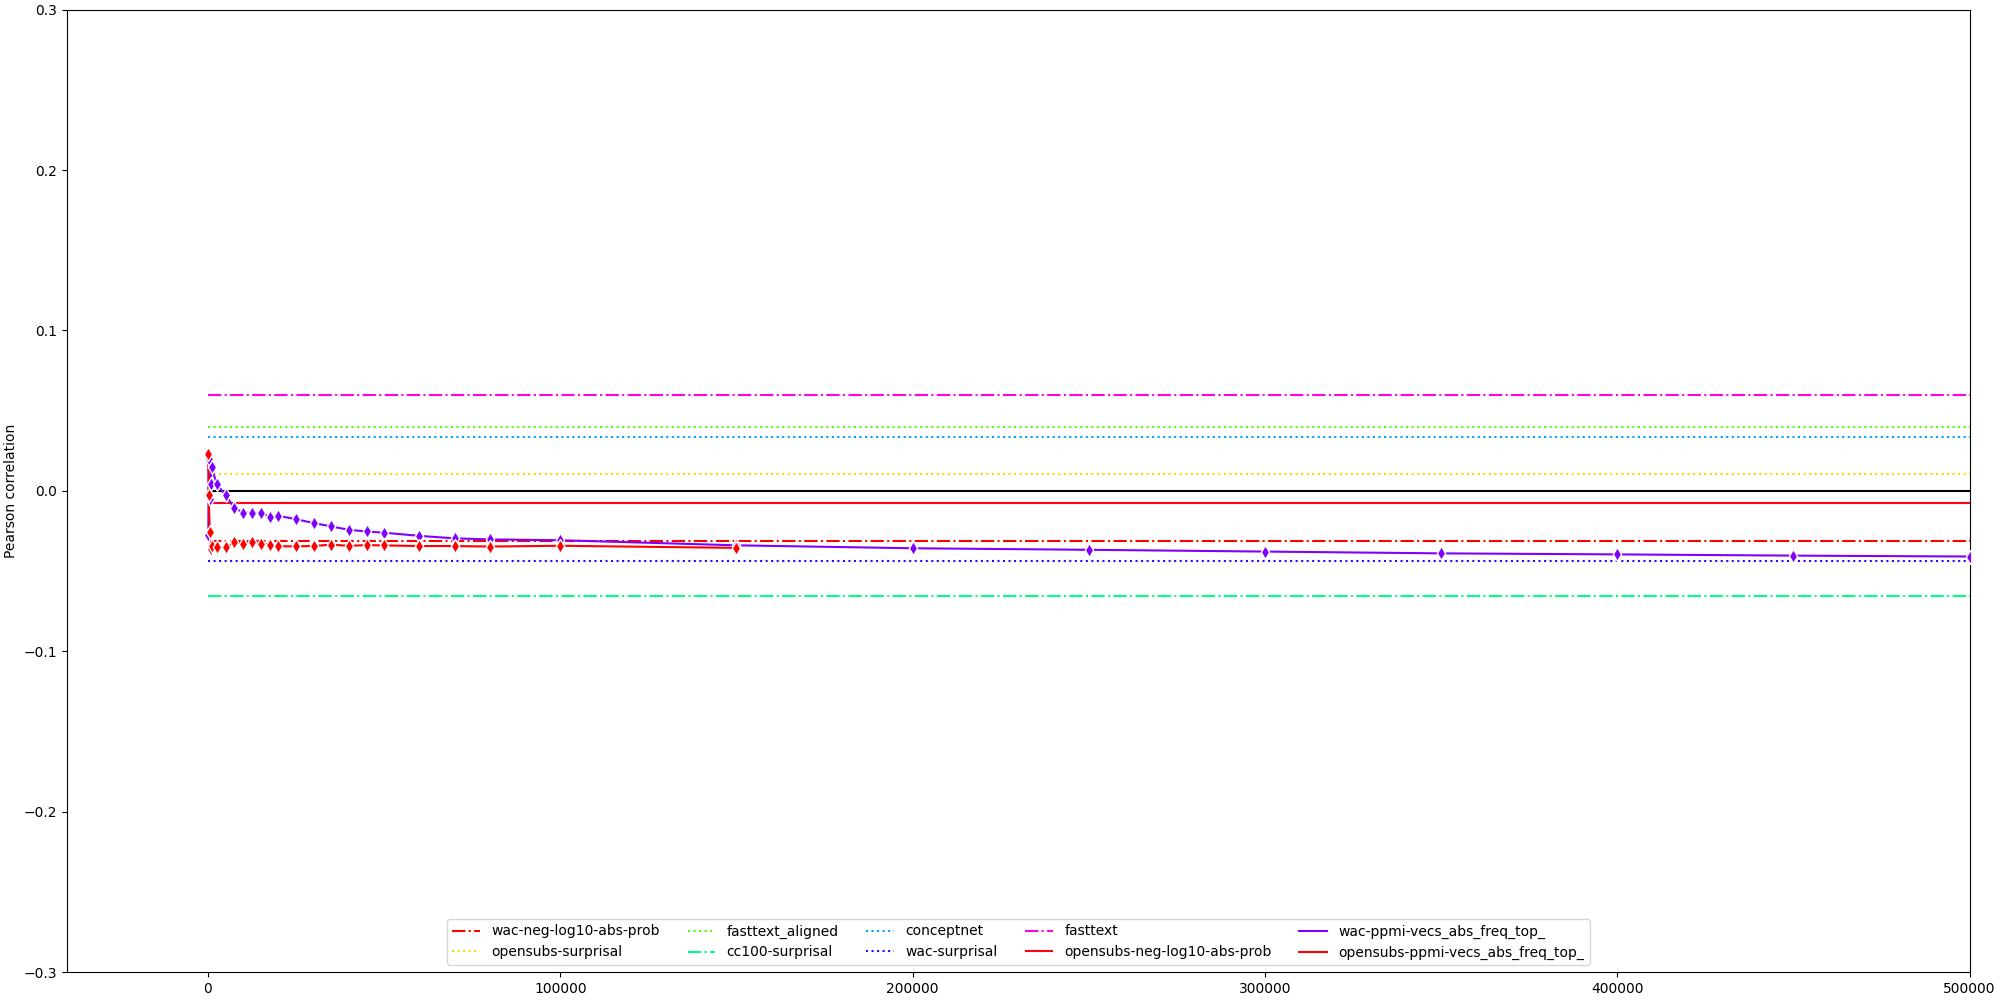 0.3
0.2
0.1
0.0
−0.1
−0.2
−0.3
Pearson correlation
wac-neg-log10-abs-prob fasttext_aligned conceptnet fasttext wac-ppmi-vecs_abs_freq_top_
opensubs-surprisal cc100-surprisal wac-surprisal opensubs-neg-log10-abs-prob opensubs-ppmi-vecs_abs_freq_top_
0 100000 200000 300000 400000 500000